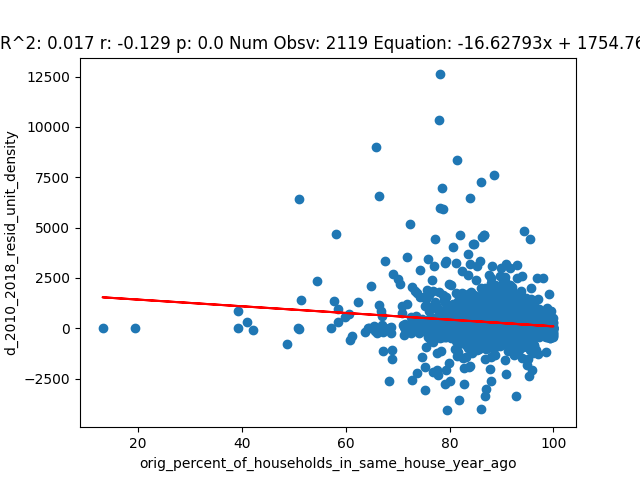 R^2: 0.017 r: -0.129 p: 0.0 Num Obsv: 2119 Equation: -16.62793x + 1754.76
12500
10000
7500
5000
2500
0
−2500
d_2010_2018_resid_unit_density
20 40 60 80 100
orig_percent_of_households_in_same_house_year_ago